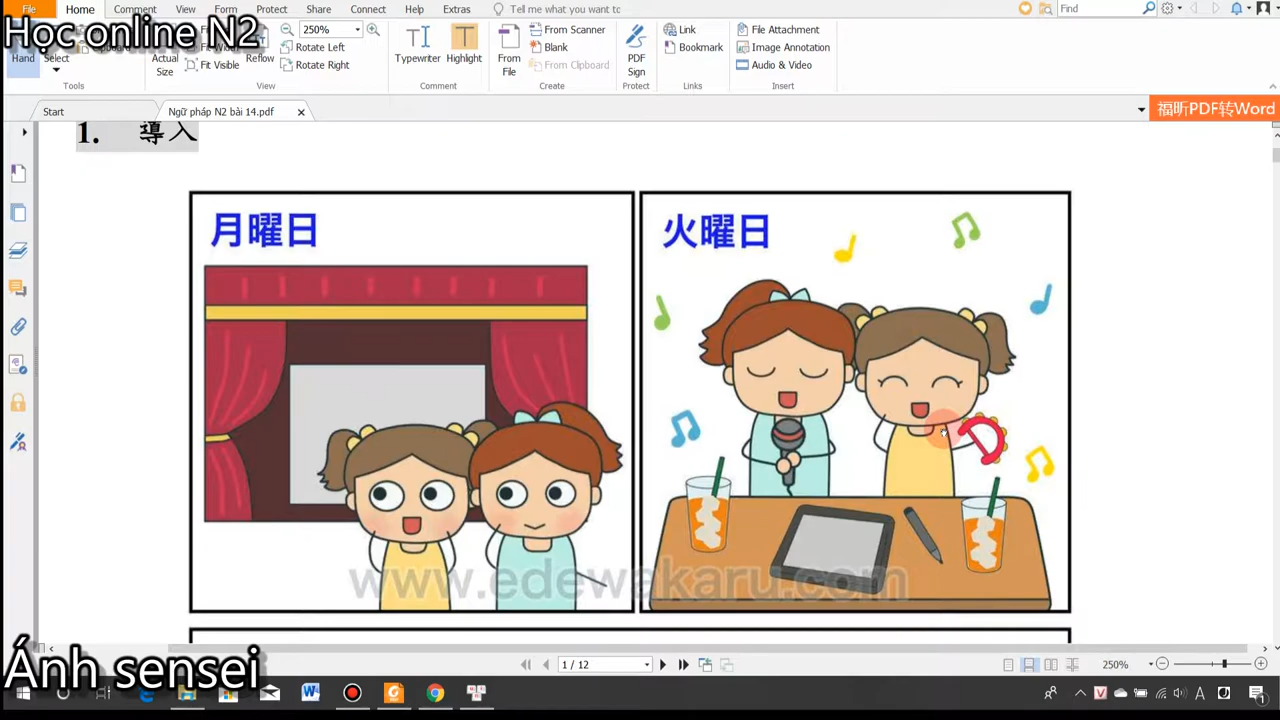 File Home Comment View Form Protect Share Connect Help Extras Tell me what you want to Find
Học online N2
250%
Hand Select
Actual Size
Fit Width
Fit Visible
Reflow
Rotate Left
Rotate Right
Typewriter Highlight
From File
From Scanner
Blank
From Clipboard
PDF Sign
Link
Bookmark
File Attachment
Image Annotation
Audio & Video
Tools View Comment Create Protect Links Insert
Start Ngữ pháp N2 bài 14.pdf 福昕PDF转Word
1. 導入
月曜日 火曜日
www.edewakaru.com
Ánh sensei
1 / 12 250%